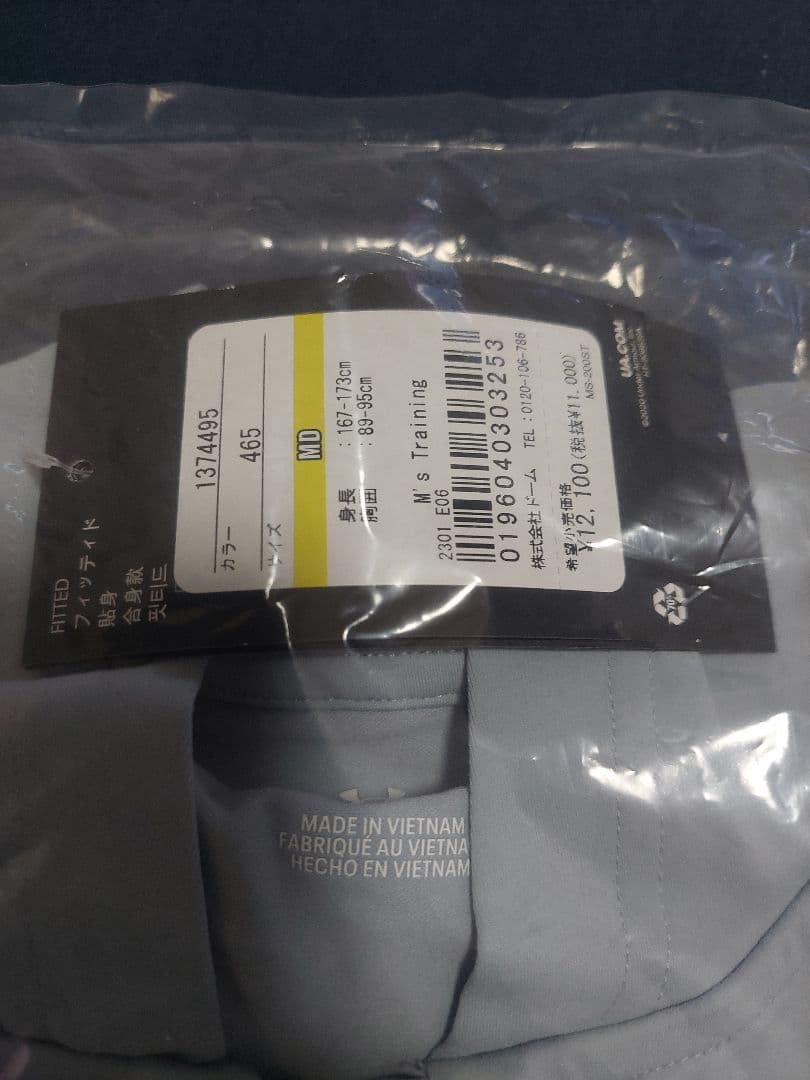 1374495
カラー
465
サイズ
MD
身長 : 167-173cm
胸囲 : 89-95cm
M's Training
2301 E06
0196040303253
株式会社ドーム TEL:0120-106-786
希望小売価格
¥12,100(税抜¥11,000)
MS-200ST
UA.COM
FITTED
フィッティド
貼身
合身款
핏티드
MADE IN VIETNAM
FABRIQUÉ AU VIETNA
HECHO EN VIETNAM